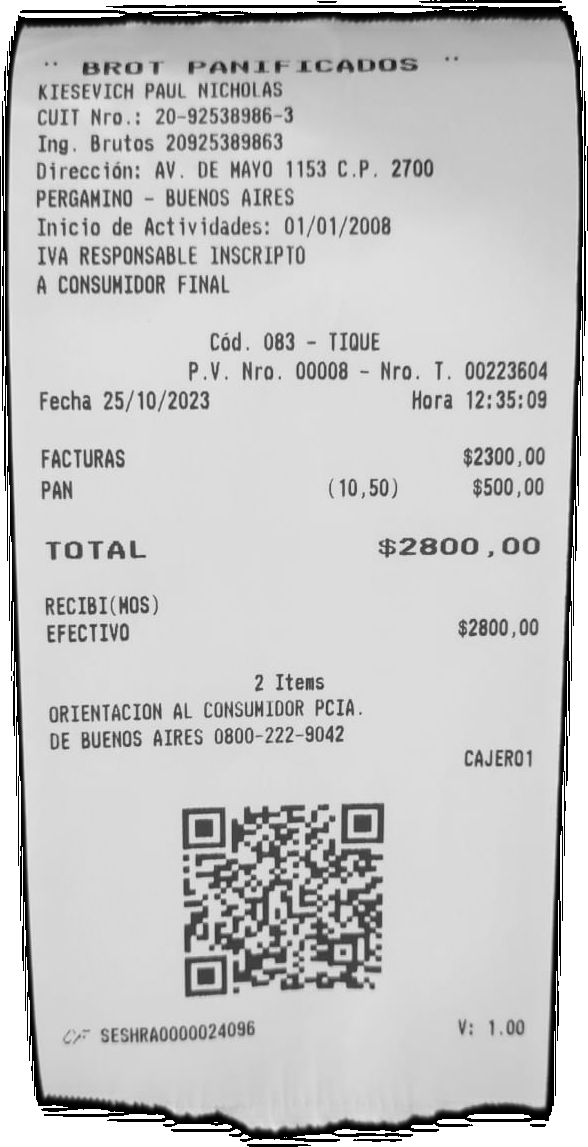 " BROT PANIFICADOS "
KIESEVICH PAUL NICHOLAS
CUIT Nro.: 20-92538986-3
Ing. Brutos 20925389863
Dirección: AV. DE MAYO 1153 C.P. 2700
PERGAMINO - BUENOS AIRES
Inicio de Actividades: 01/01/2008
IVA RESPONSABLE INSCRIPTO
A CONSUMIDOR FINAL
Cód. 083 - TIQUE
P.V. Nro. 00008 - Nro. T. 00223604
Fecha 25/10/2023 Hora 12:35:09
FACTURAS $2300,00
PAN (10,50) $500,00
TOTAL $2800,00
RECIBI(MOS)
EFECTIVO $2800,00
2 Items
ORIENTACION AL CONSUMIDOR PCIA.
DE BUENOS AIRES 0800-222-9042
CAJERO1
CF SESHRA0000024096 V: 1.00